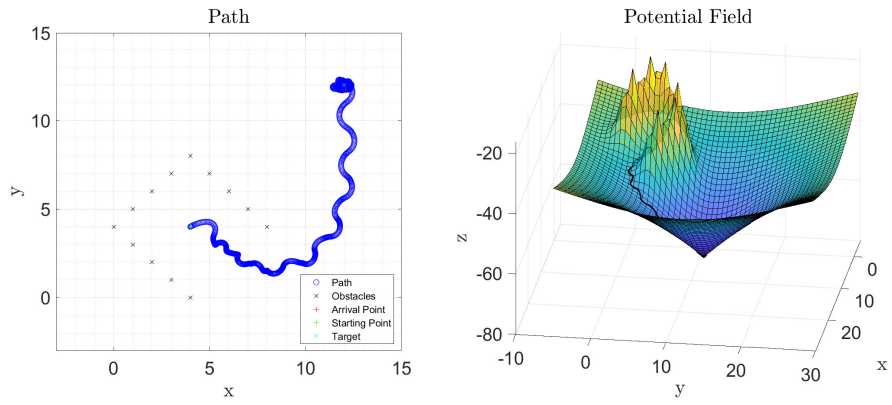 Path
15
10
5
0
y
0
5
10
15
x
Path
Obstacles
Arrival Point
Starting Point
Target
Potential Field
-20
-40
-60
-80
z
-10
0
10
20
30
y
0
10
20
x